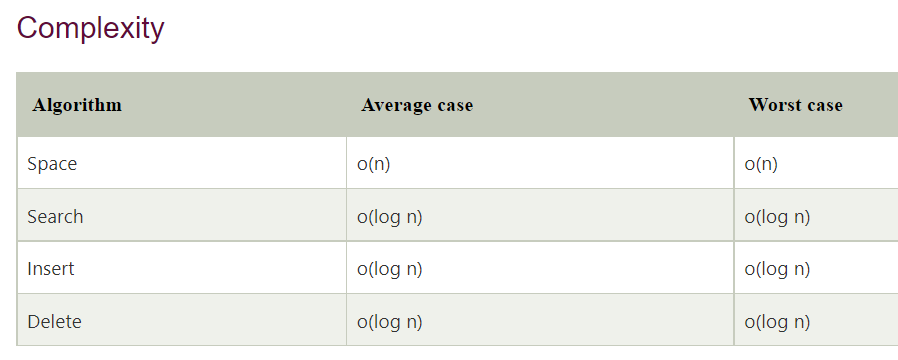 Complexity
Algorithm Average case Worst case
Space o(n) o(n)
Search o(log n) o(log n)
Insert o(log n) o(log n)
Delete o(log n) o(log n)